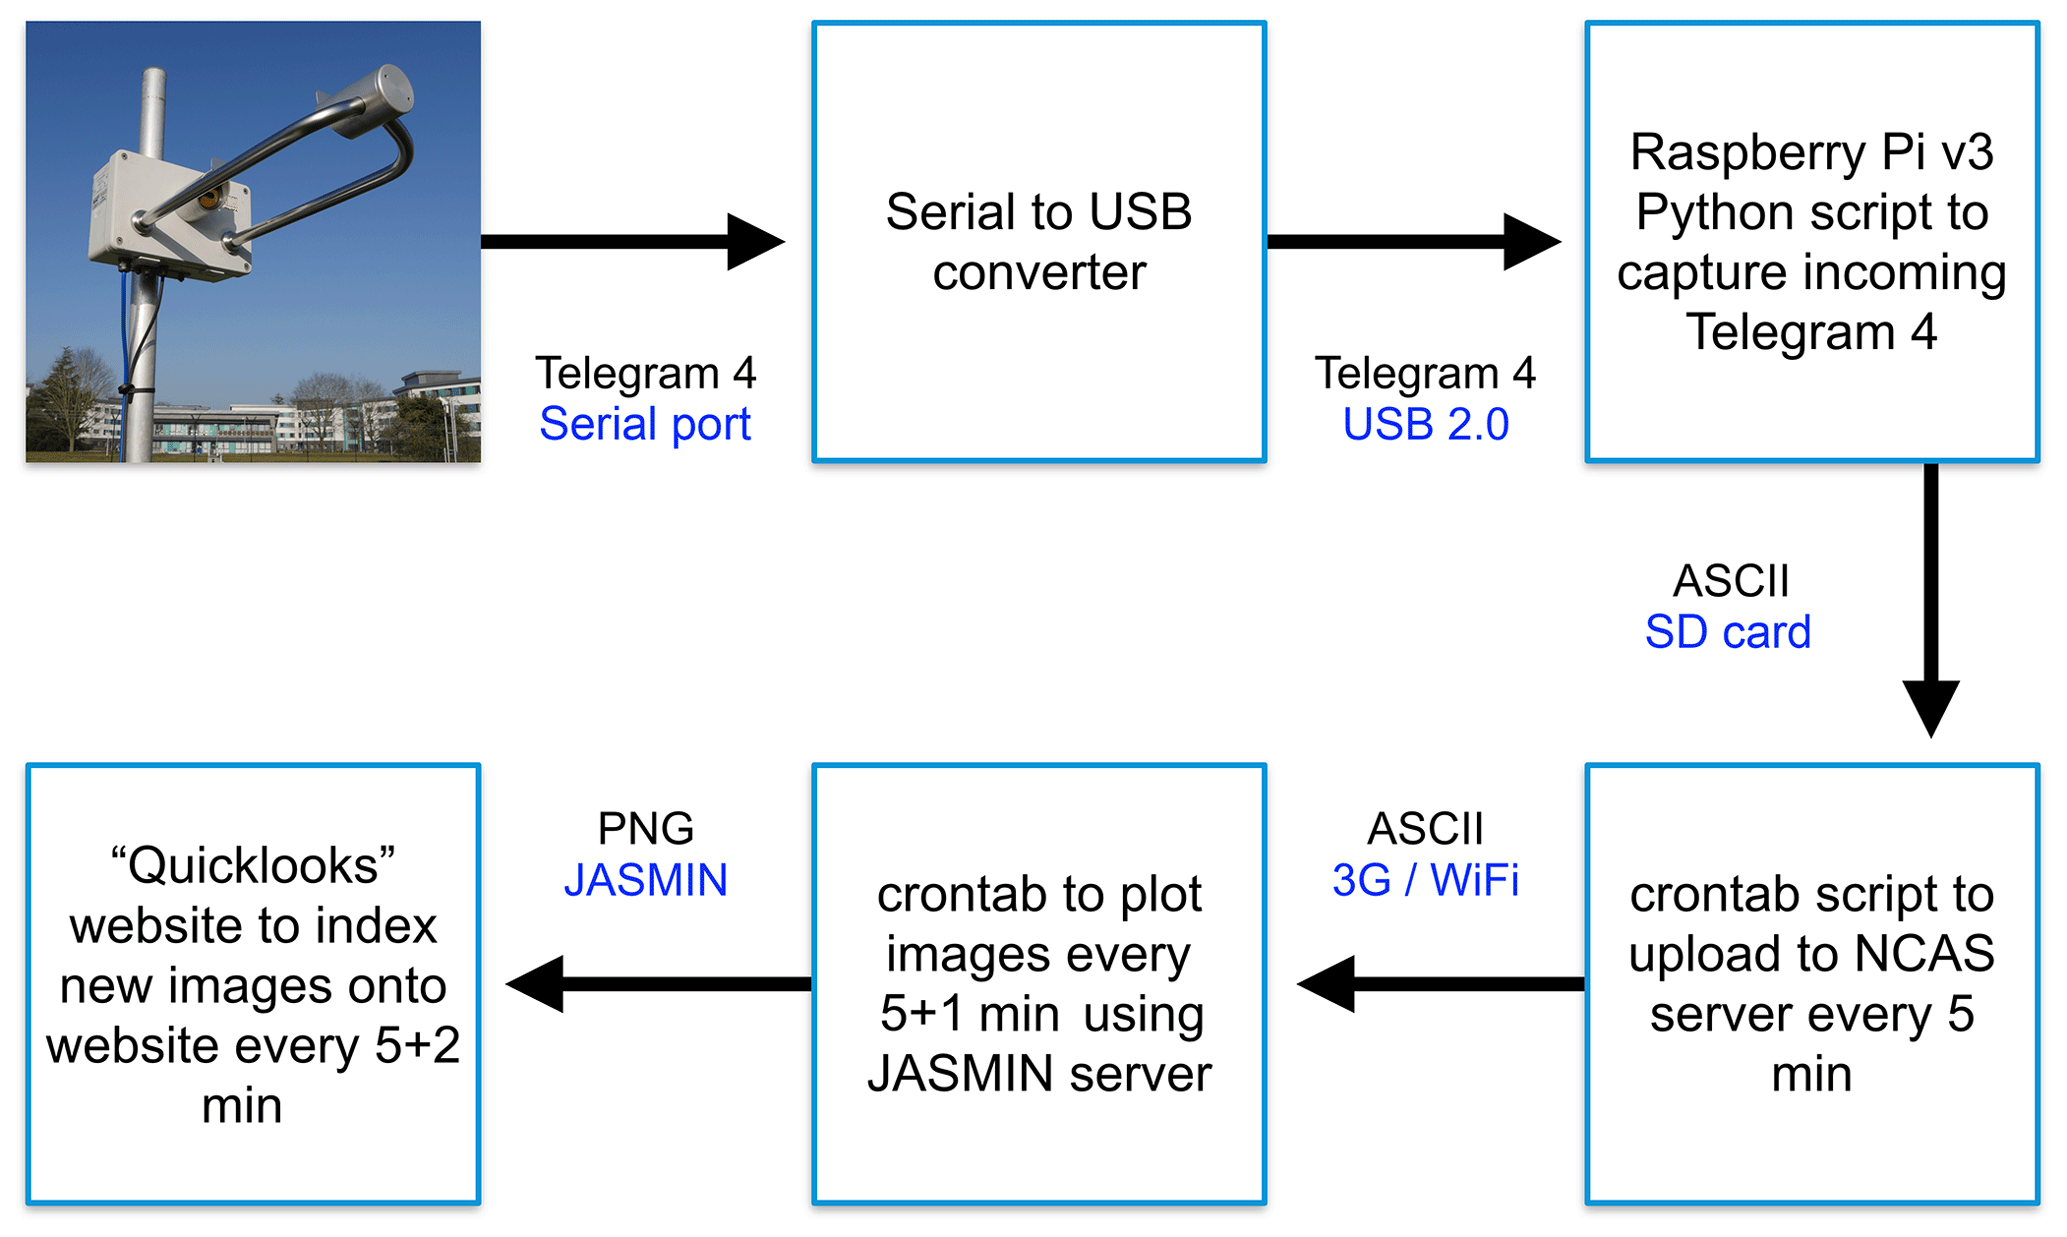 Telegram 4
Serial port
Serial to USB
converter
Telegram 4
USB 2.0
Raspberry Pi v3
Python script to
capture incoming
Telegram 4
ASCII
SD card
crontab script to
upload to NCAS
server every 5
min
ASCII
3G / WiFi
crontab to plot
images every
5+1 min using
JASMIN server
PNG
JASMIN
“Quicklooks”
website to index
new images onto
website every 5+2
min